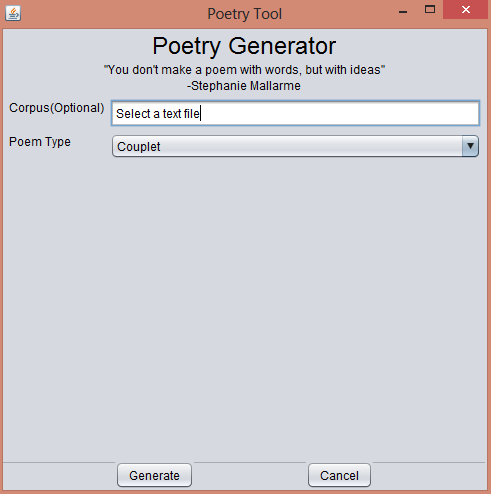 Poetry Tool
Poetry Generator
"You don't make a poem with words, but with ideas"
-Stephanie Mallarme
Corpus(Optional) Select a text file
Poem Type Couplet
Generate Cancel